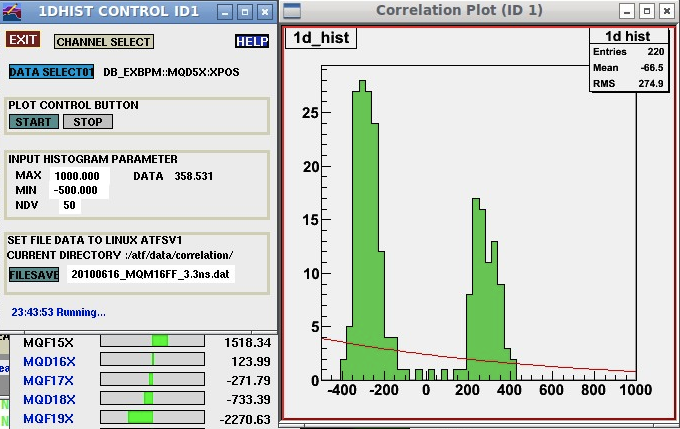 1DHIST CONTROL ID1
EXIT
CHANNEL SELECT
HELP
DATA SELECT01
DB_EXBPM::MQD5X:XPOS
PLOT CONTROL BUTTON
START
STOP
INPUT HISTOGRAM PARAMETER
MAX 1000.000 DATA 358.531
MIN -500.000
NDV 50
SET FILE DATA TO LINUX ATFSV1
CURRENT DIRECTORY :/atf/data/correlation/
FILESAVE 20100616_MQM16FF_3.3ns.dat
23:43:53 Running...
MQF15X 1518.34
MQD16X 123.99
MQF17X -271.79
MQD18X -733.39
MQF19X -2270.63
Correlation Plot (ID 1)
1d_hist
1d hist
Entries 220
Mean -66.5
RMS 274.9
25
20
15
10
5
0
-400 -200 0 200 400 600 800 1000